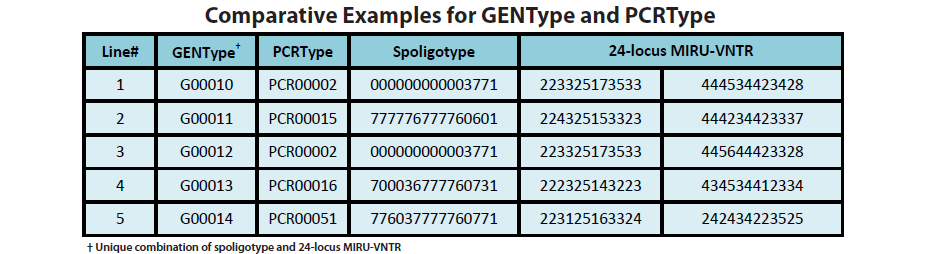 Comparative Examples for GENType and PCRType
Line# GENType† PCRType Spoligotype 24-locus MIRU-VNTR
1 G00010 PCR00002 000000000003771 223325173533 444534423428
2 G00011 PCR00015 777776777760601 224325153323 444234423337
3 G00012 PCR00002 000000000003771 223325173533 445644423328
4 G00013 PCR00016 700036777760731 222325143223 434534412334
5 G00014 PCR00051 776037777760771 223125163324 242434223525
† Unique combination of spoligotype and 24-locus MIRU-VNTR